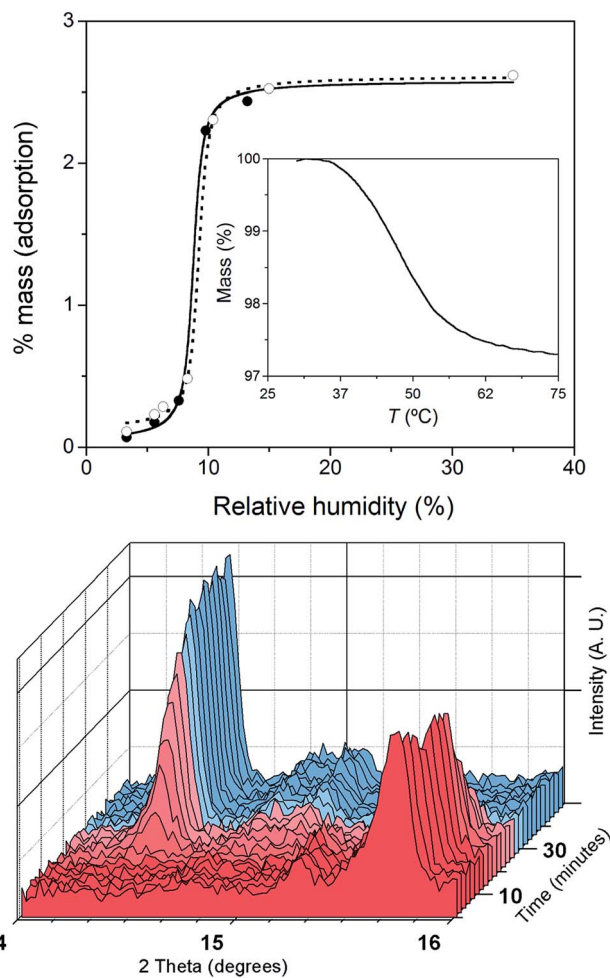 3
2
1
0
% mass (adsorption)
100
99
98
97
Mass (%)
25 37 50 62 75
T (ºC)
0 10 20 30 40
Relative humidity (%)
Intensity (A. U.)
30
10
Time (minutes)
4 15 16
2 Theta (degrees)